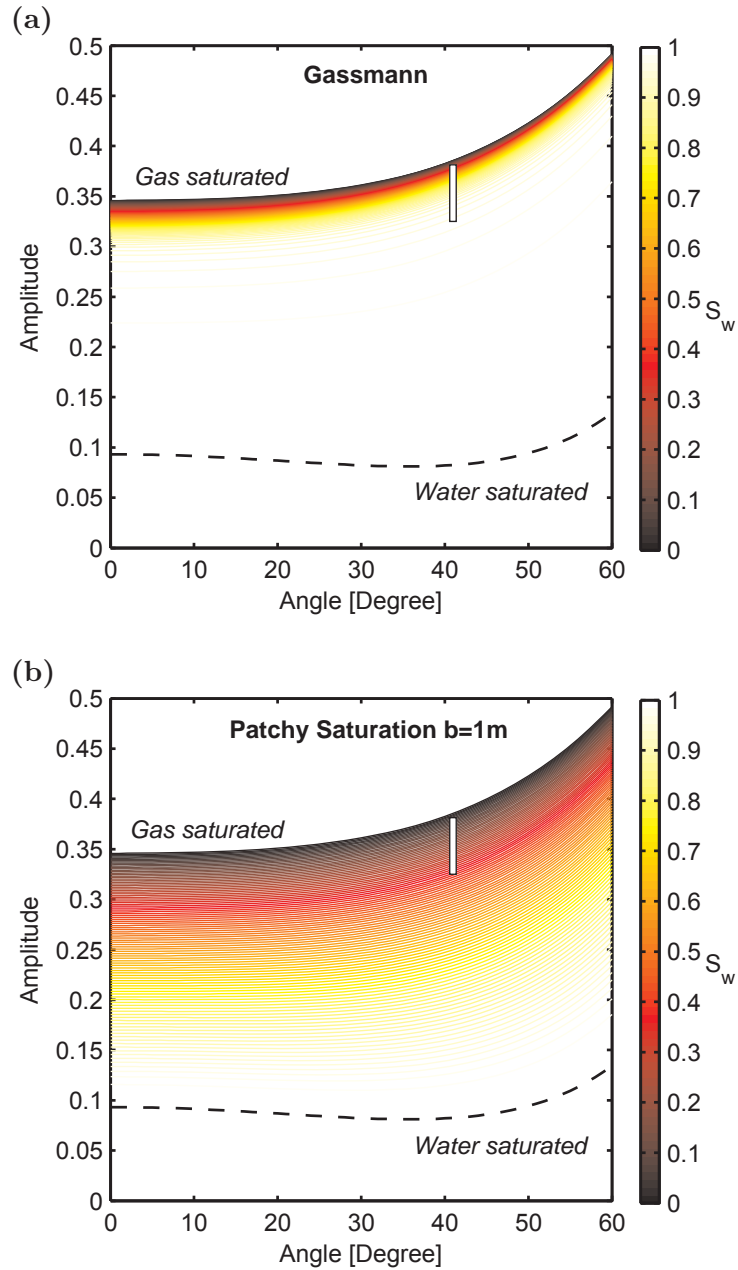 (a)
Gassmann
Gas saturated
Water saturated
0.5
0.45
0.4
0.35
0.3
0.25
0.2
0.15
0.1
0.05
0
Amplitude
0 10 20 30 40 50 60
Angle [Degree]
1
0.9
0.8
0.7
0.6
0.5
0.4
0.3
0.2
0.1
0
S_w
(b)
Patchy Saturation b=1m
Gas saturated
Water saturated
0.5
0.45
0.4
0.35
0.3
0.25
0.2
0.15
0.1
0.05
0
Amplitude
0 10 20 30 40 50 60
Angle [Degree]
1
0.9
0.8
0.7
0.6
0.5
0.4
0.3
0.2
0.1
0
S_w